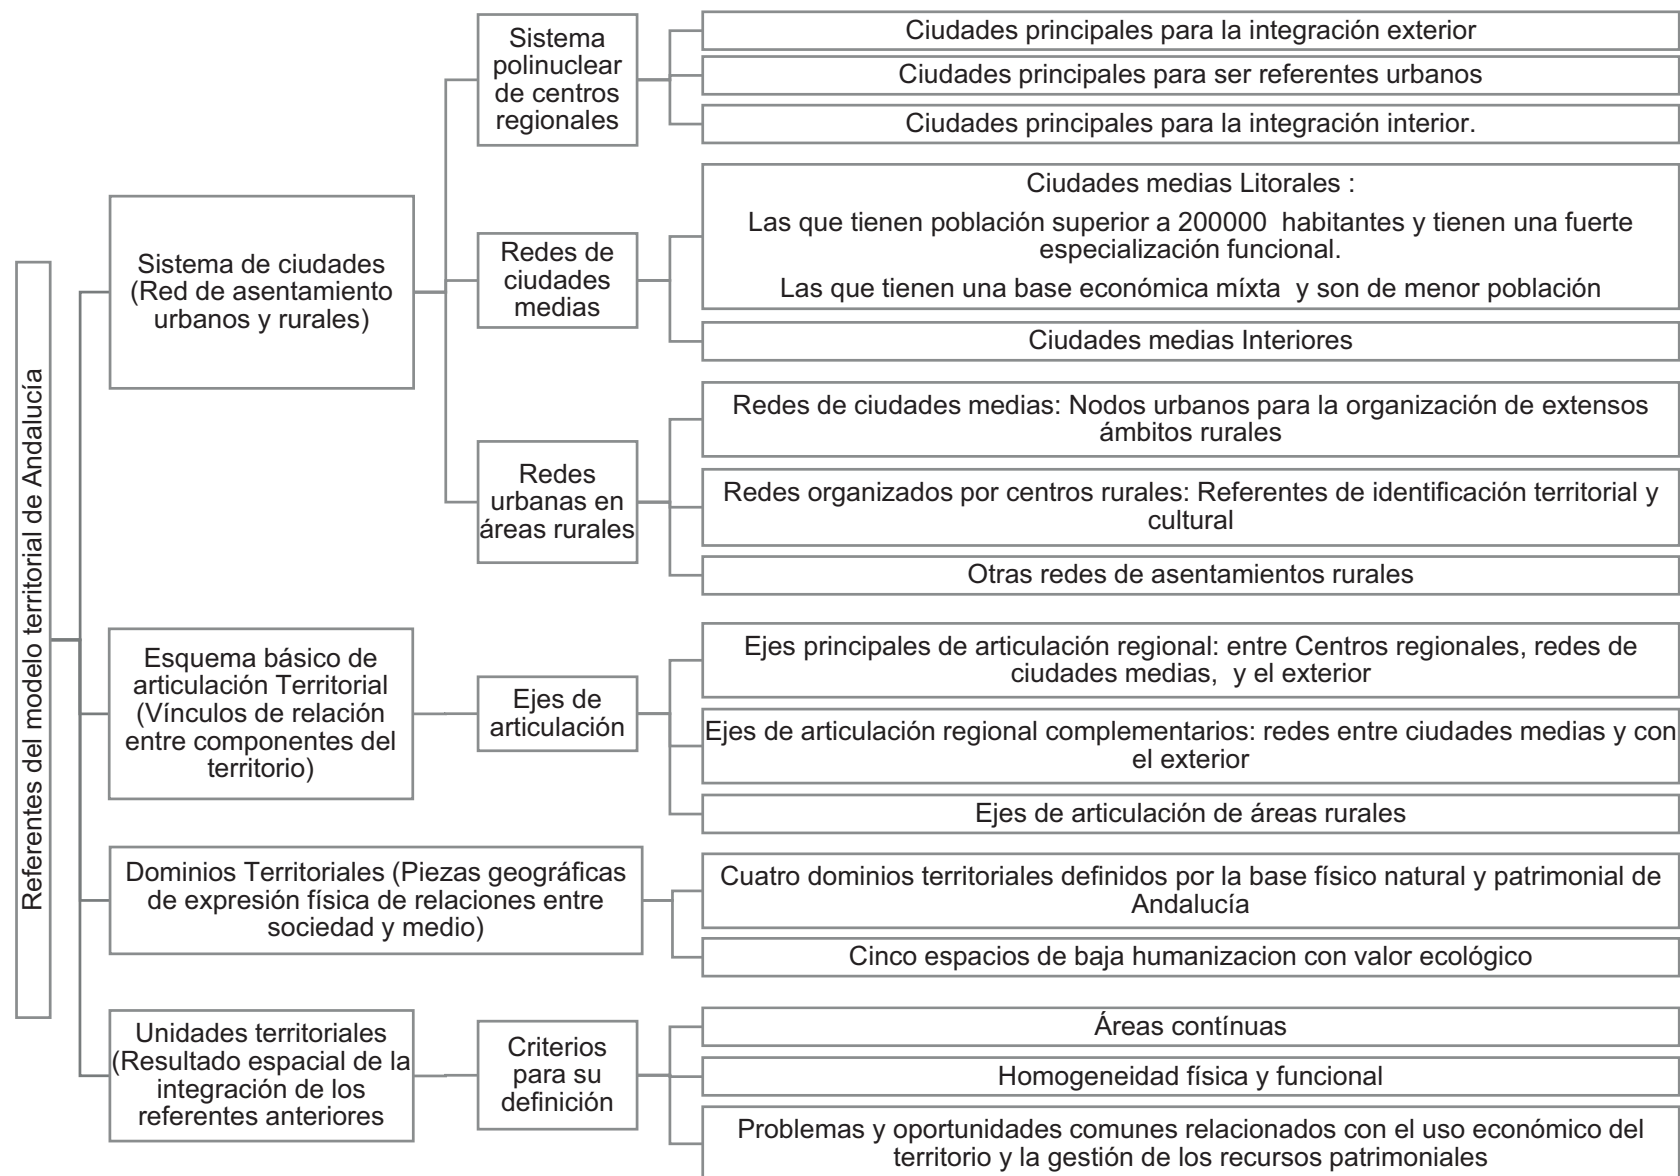 Referentes del modelo territorial de Andalucía
Sistema de ciudades
(Red de asentamiento
urbanos y rurales)
Sistema
polinuclear
de centros
regionales
Ciudades principales para la integración exterior
Ciudades principales para ser referentes urbanos
Ciudades principales para la integración interior.
Redes de
ciudades
medias
Ciudades medias Litorales :
Las que tienen población superior a 200000 habitantes y tienen una fuerte
especialización funcional.
Las que tienen una base económica míxta y son de menor población
Ciudades medias Interiores
Redes
urbanas en
áreas rurales
Redes de ciudades medias: Nodos urbanos para la organización de extensos
ámbitos rurales
Redes organizados por centros rurales: Referentes de identificación territorial y
cultural
Otras redes de asentamientos rurales
Esquema básico de
articulación Territorial
(Vínculos de relación
entre componentes del
territorio)
Ejes de
articulación
Ejes principales de articulación regional: entre Centros regionales, redes de
ciudades medias, y el exterior
Ejes de articulación regional complementarios: redes entre ciudades medias y con
el exterior
Ejes de articulación de áreas rurales
Dominios Territoriales (Piezas geográficas
de expresión física de relaciones entre
sociedad y medio)
Cuatro dominios territoriales definidos por la base físico natural y patrimonial de
Andalucía
Cinco espacios de baja humanizacion con valor ecológico
Unidades territoriales
(Resultado espacial de la
integración de los
referentes anteriores
Criterios
para su
definición
Áreas contínuas
Homogeneidad física y funcional
Problemas y oportunidades comunes relacionados con el uso económico del
territorio y la gestión de los recursos patrimoniales